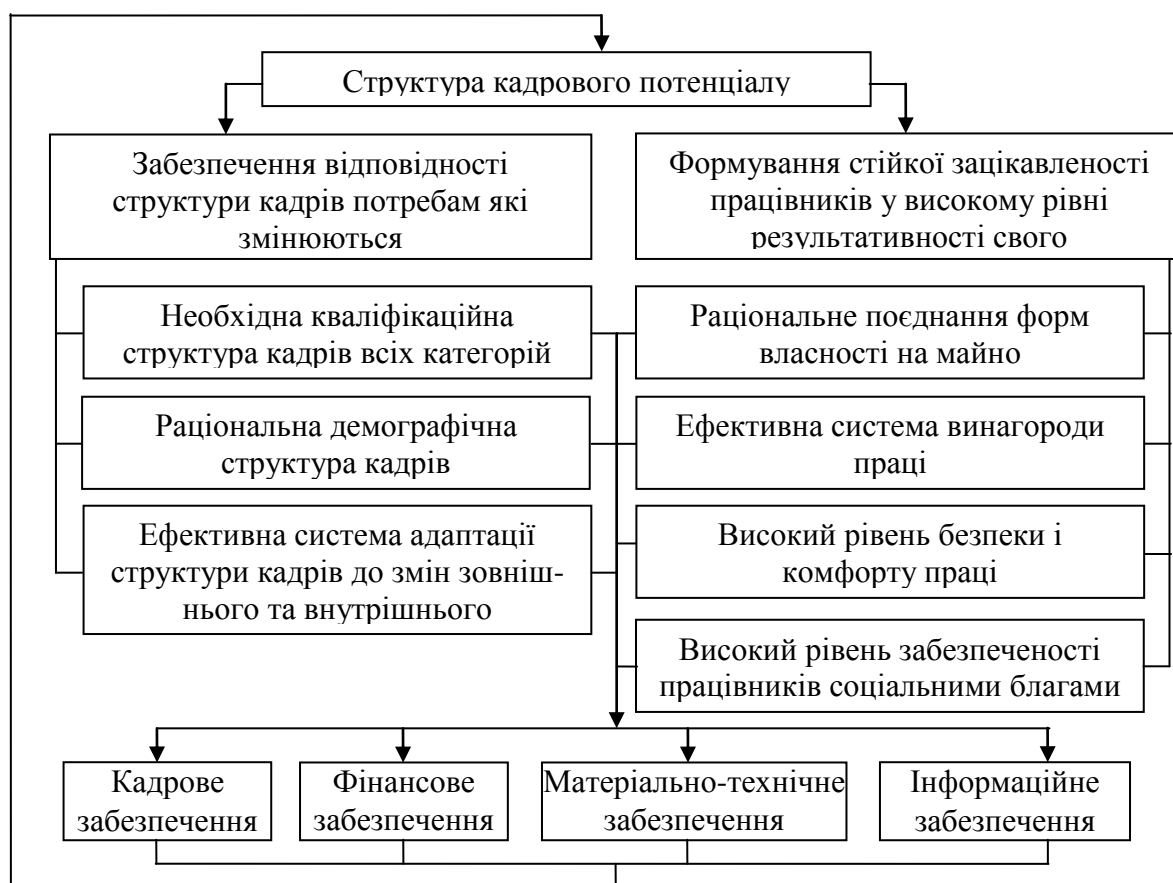 Структура кадрового потенціалу
Забезпечення відповідності
структури кадрів потребам які
змінюються
Формування стійкої зацікавленості
працівників у високому рівні
результативності свого
Необхідна кваліфікаційна
структура кадрів всіх категорій
Раціональне поєднання форм
власності на майно
Раціональна демографічна
структура кадрів
Ефективна система винагороди
праці
Ефективна система адаптації
структури кадрів до змін зовніш-
нього та внутрішнього
Високий рівень безпеки і
комфорту праці
Високий рівень забезпеченості
працівників соціальними благами
Кадрове
забезпечення
Фінансове
забезпечення
Матеріально-технічне
забезпечення
Інформаційне
забезпечення